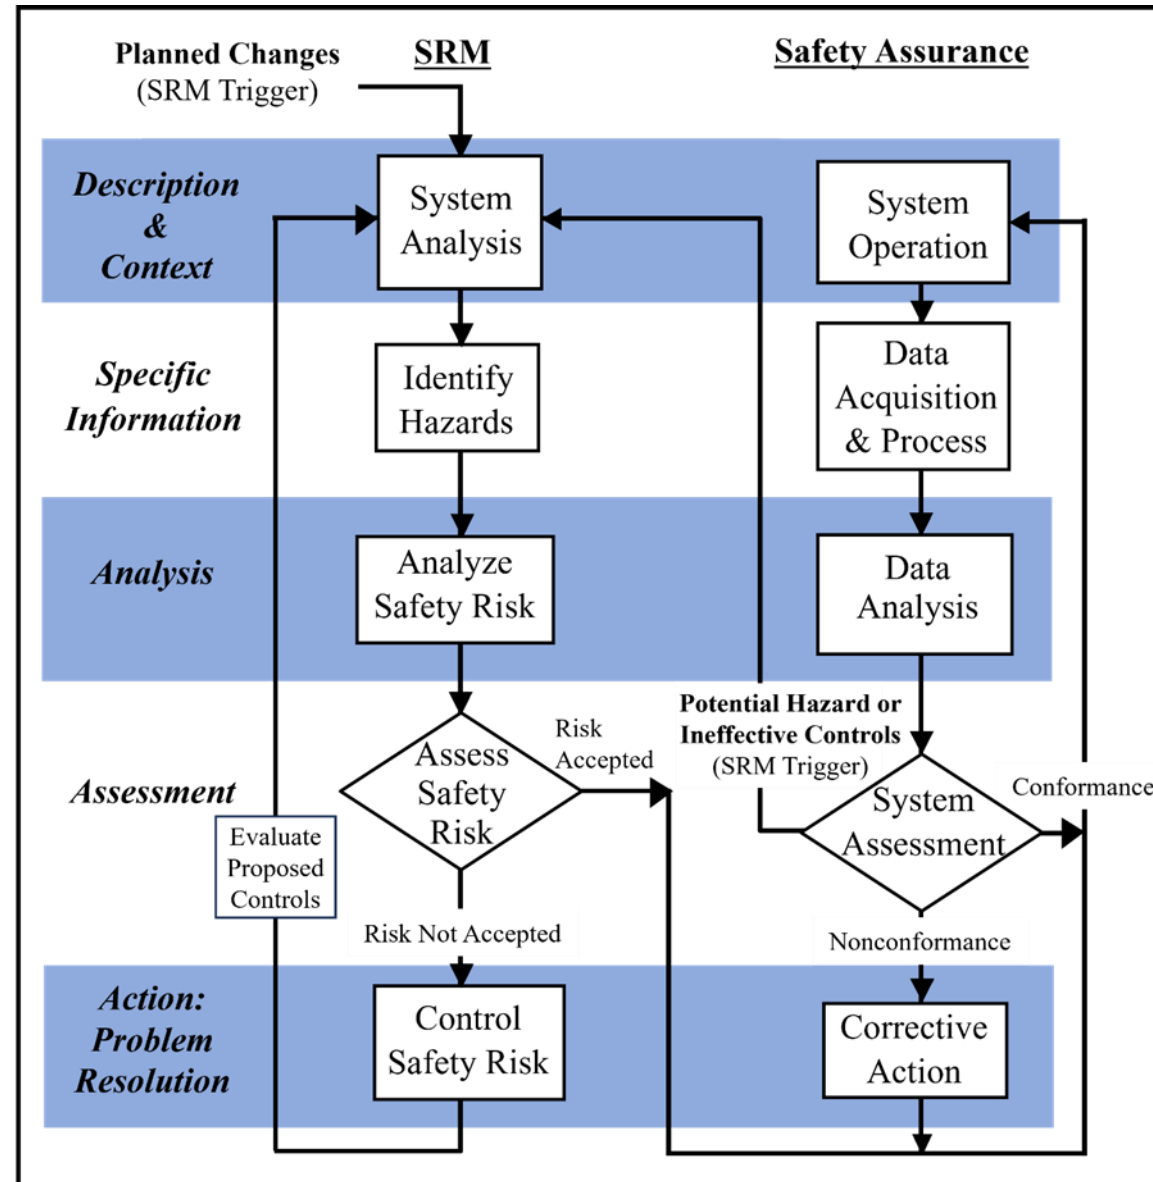 Planned Changes
(SRM Trigger)
SRM
Safety Assurance
Description
&
Context
System
Analysis
System
Operation
Specific
Information
Identify
Hazards
Data
Acquisition
& Process
Analysis
Analyze
Safety Risk
Data
Analysis
Assessment
Assess
Safety
Risk
Risk
Accepted
Potential Hazard or
Ineffective Controls
(SRM Trigger)
System
Assessment
Conformance
Evaluate
Proposed
Controls
Risk Not Accepted
Nonconformance
Action:
Problem
Resolution
Control
Safety Risk
Corrective
Action